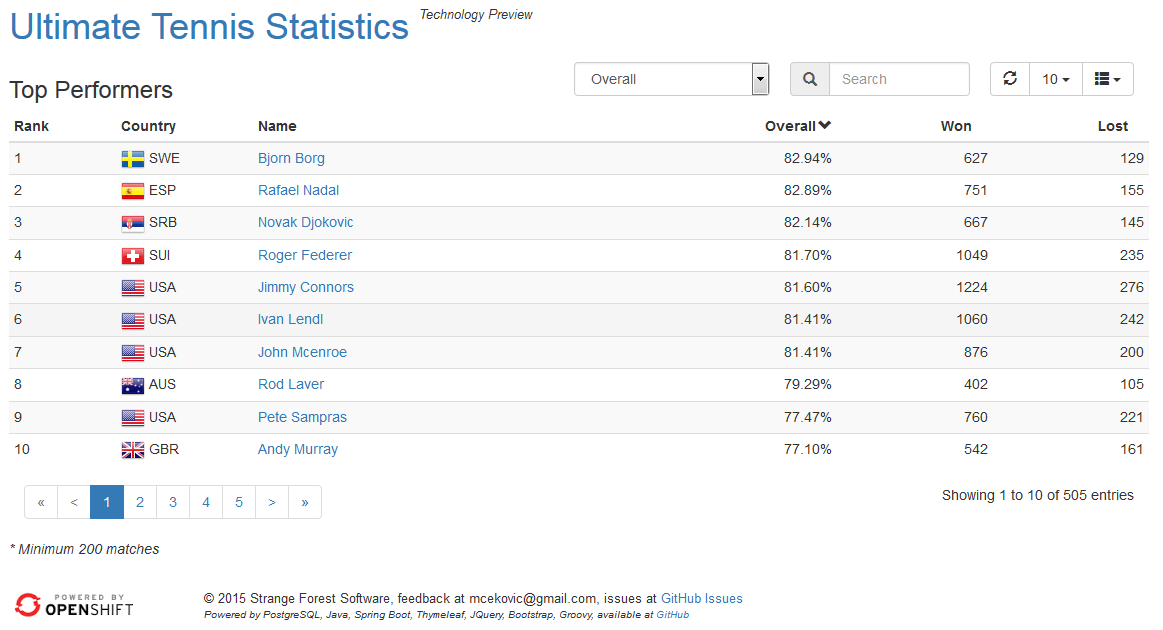 Ultimate Tennis Statistics Technology Preview
Top Performers Overall Search 10
Rank Country Name Overall Won Lost
1 SWE Bjorn Borg 82.94% 627 129
2 ESP Rafael Nadal 82.89% 751 155
3 SRB Novak Djokovic 82.14% 667 145
4 SUI Roger Federer 81.70% 1049 235
5 USA Jimmy Connors 81.60% 1224 276
6 USA Ivan Lendl 81.41% 1060 242
7 USA John Mcenroe 81.41% 876 200
8 AUS Rod Laver 79.29% 402 105
9 USA Pete Sampras 77.47% 760 221
10 GBR Andy Murray 77.10% 542 161
« < 1 2 3 4 5 > » Showing 1 to 10 of 505 entries
* Minimum 200 matches
POWERED BY
OPENSHIFT
© 2015 Strange Forest Software, feedback at mcekovic@gmail.com, issues at GitHub Issues
Powered by PostgreSQL, Java, Spring Boot, Thymeleaf, JQuery, Bootstrap, Groovy, available at GitHub